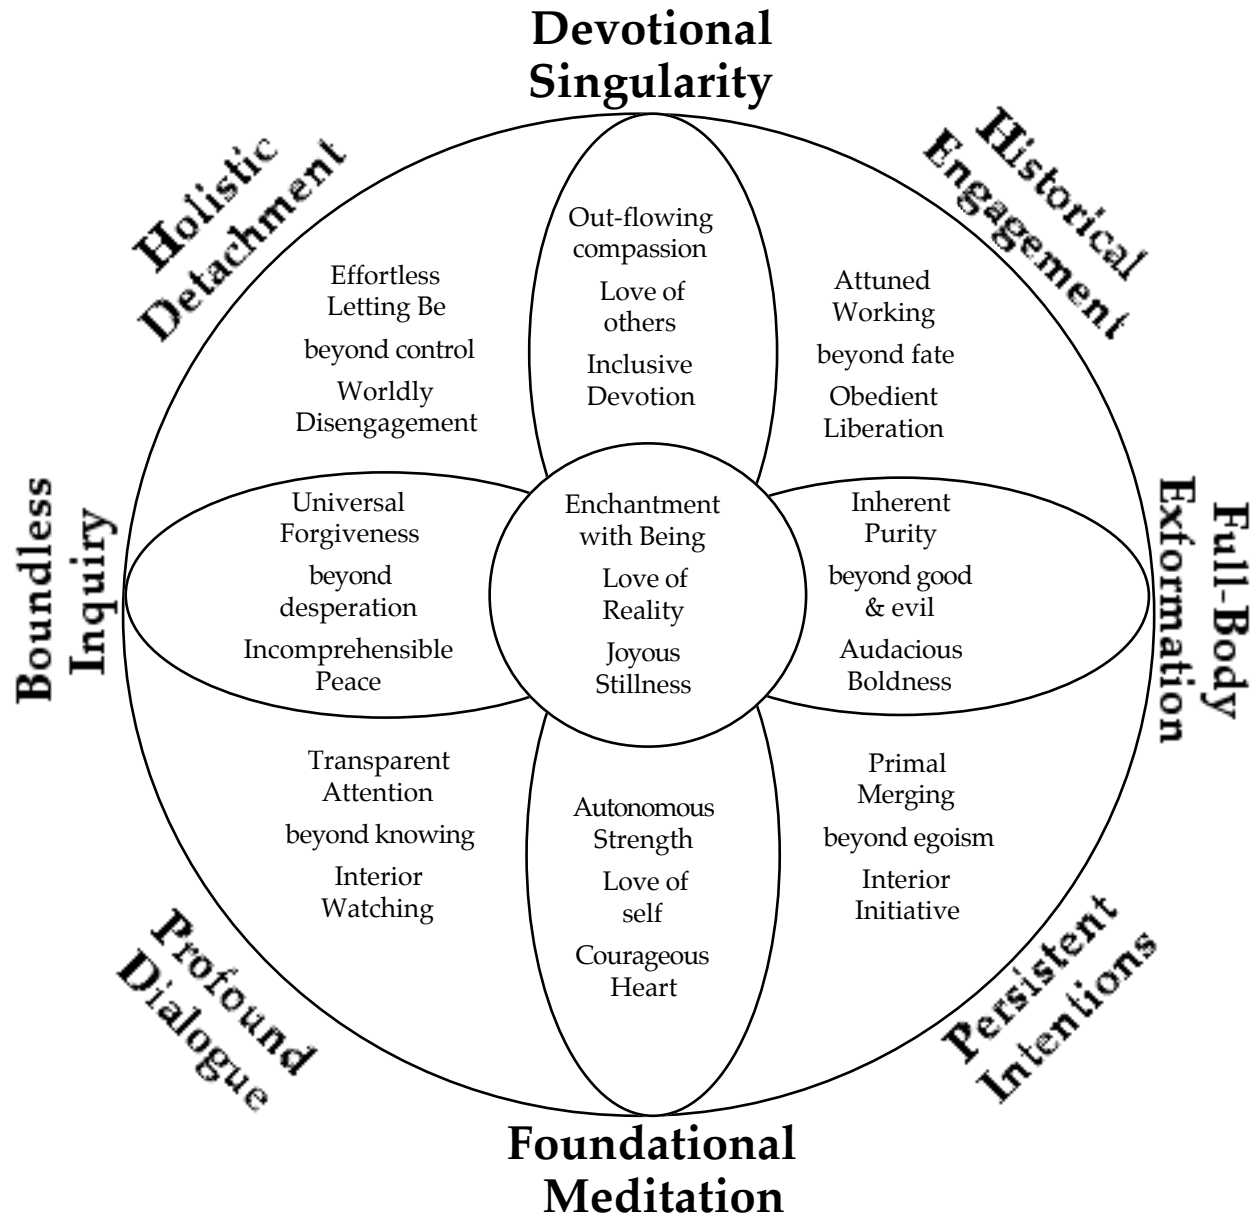 Devotional
Singularity
Holistic
Detachment
Historical
Engagement
Out-flowing
compassion
Love of
others
Inclusive
Devotion
Effortless
Letting Be
beyond control
Worldly
Disengagement
Attuned
Working
beyond fate
Obedient
Liberation
Boundless
Inquiry
Universal
Forgiveness
beyond
desperation
Incomprehensible
Peace
Enchantment
with Being
Love of
Reality
Joyous
Stillness
Inherent
Purity
beyond good
& evil
Audacious
Boldness
Full-Body
Exformation
Transparent
Attention
beyond knowing
Interior
Watching
Autonomous
Strength
Love of
self
Courageous
Heart
Primal
Merging
beyond egoism
Interior
Initiative
Profound
Dialogue
Persistent
Intentions
Foundational
Meditation